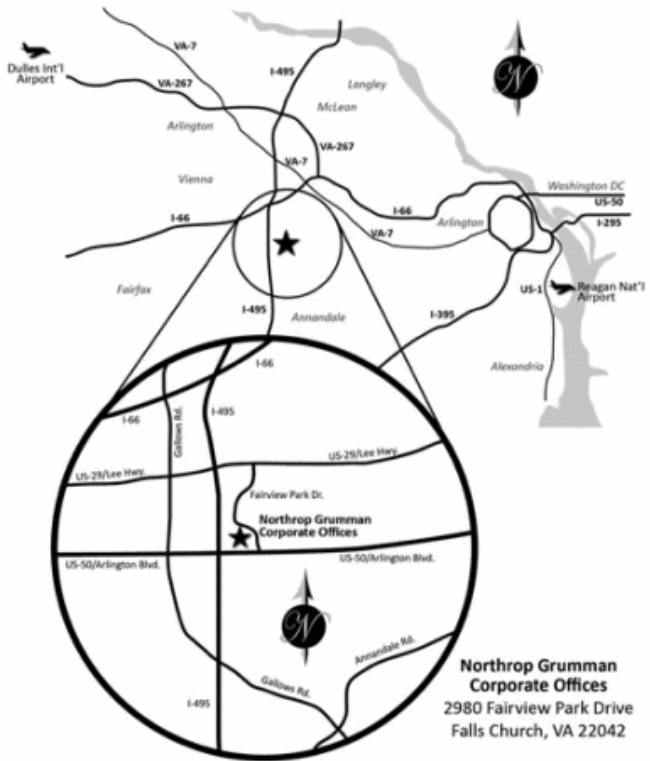 VA-7
I-495
Dulles Int'l
Airport
VA-267
Langley
McLean
N
Arlington
VA-7
VA-267
Vienna
Washington DC
US-50
I-66
I-66
Arlington
I-295
VA-7
Fairfax
US-1
Reagan Nat'l
Airport
I-495
Annandale
I-395
I-66
Alexandria
I-66
Gallows Rd.
I-495
US-29/Lee Hwy.
US-29/Lee Hwy.
Fairview Park Dr.
Northrop Grumman
Corporate Offices
US-50/Arlington Blvd.
US-50/Arlington Blvd.
N
Annandale Rd.
Gallows Rd.
I-495
Northrop Grumman
Corporate Offices
2980 Fairview Park Drive
Falls Church, VA 22042